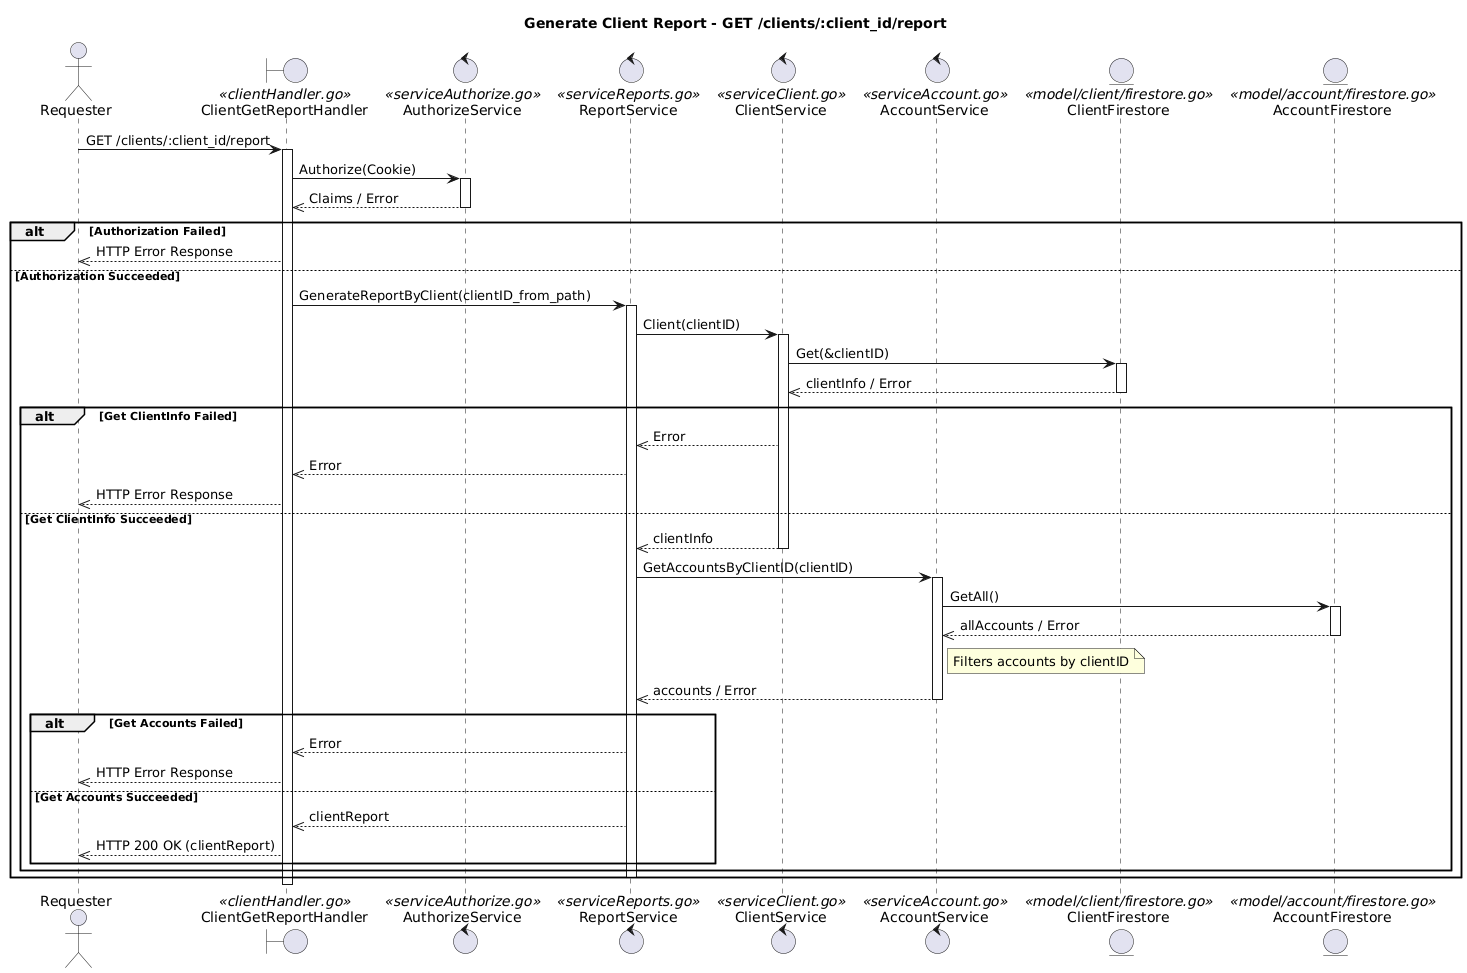 Generate Client Report - GET /clients/:client_id/report
«clientHandler.go» «serviceAuthorize.go» «serviceReports.go» «serviceClient.go» «serviceAccount.go» «model/client/firestore.go» «model/account/firestore.go»
Requester ClientGetReportHandler AuthorizeService ReportService ClientService AccountService ClientFirestore AccountFirestore
GET /clients/:client_id/report
Authorize(Cookie)
Claims / Error
alt [Authorization Failed]
HTTP Error Response
[Authorization Succeeded]
GenerateReportByClient(clientID_from_path)
Client(clientID)
Get(&clientID)
clientInfo / Error
alt [Get ClientInfo Failed]
Error
Error
HTTP Error Response
[Get ClientInfo Succeeded]
clientInfo
GetAccountsByClientID(clientID)
GetAll()
allAccounts / Error
Filters accounts by clientID
accounts / Error
alt [Get Accounts Failed]
Error
HTTP Error Response
[Get Accounts Succeeded]
clientReport
HTTP 200 OK (clientReport)
Requester «clientHandler.go» «serviceAuthorize.go» «serviceReports.go» «serviceClient.go» «serviceAccount.go» «model/client/firestore.go» «model/account/firestore.go»
ClientGetReportHandler AuthorizeService ReportService ClientService AccountService ClientFirestore AccountFirestore